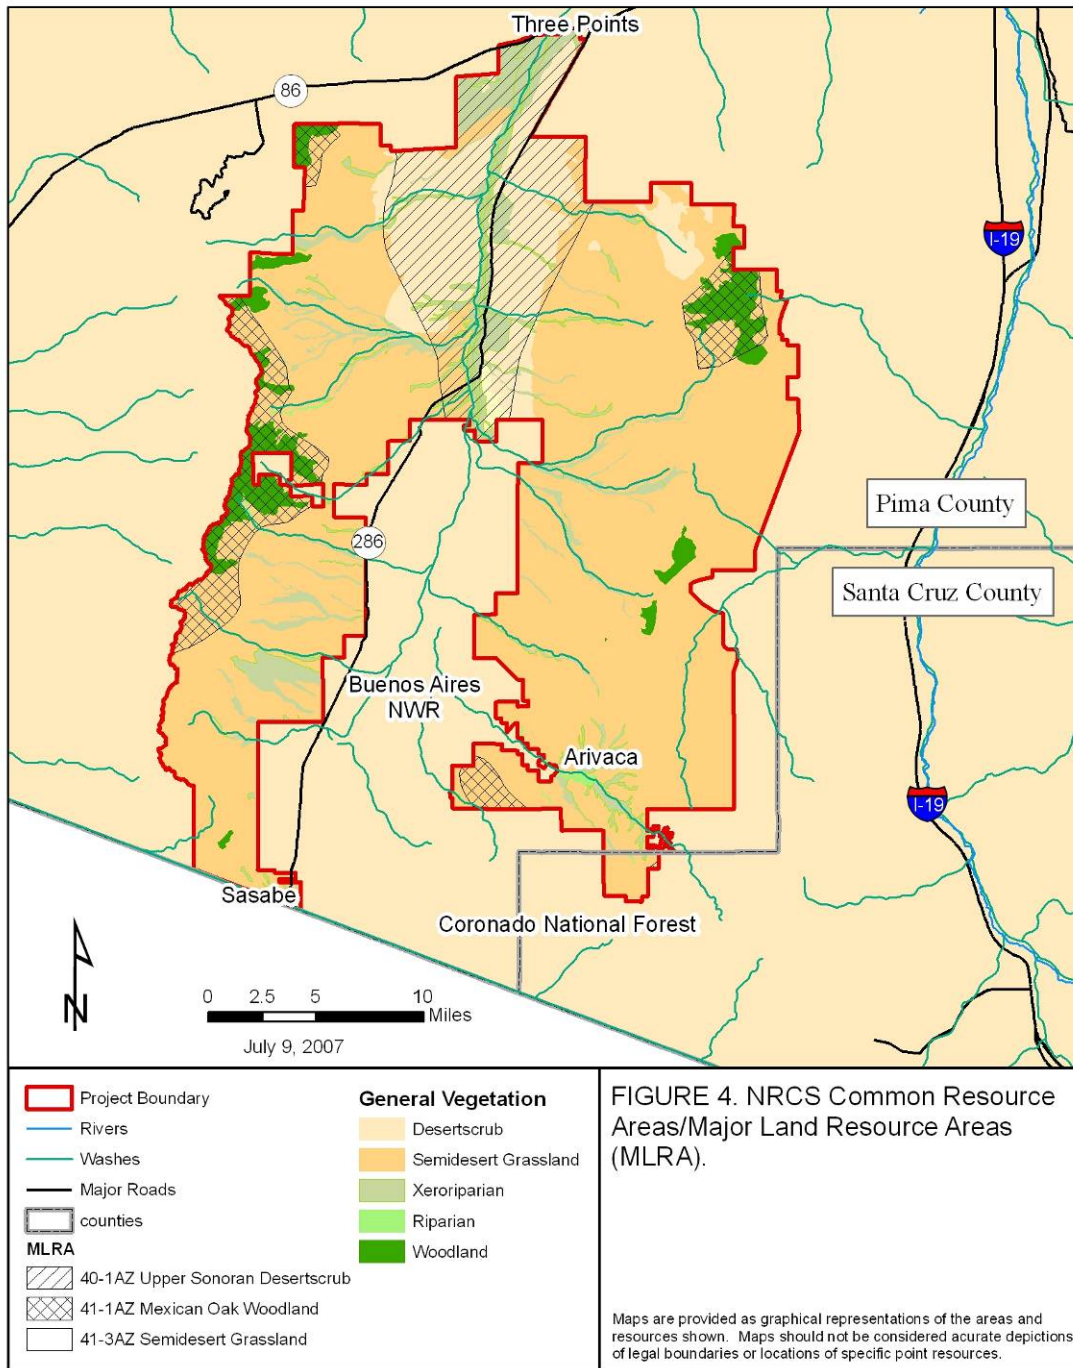 Three Points
86
I-19
Pima County
286
Santa Cruz County
Buenos Aires
NWR
Arivaca
I-19
Sasabe
Coronado National Forest
N
0 2.5 5 10
Miles
July 9, 2007
Project Boundary
Rivers
Washes
Major Roads
counties
MLRA
40-1AZ Upper Sonoran Desertscrub
41-1AZ Mexican Oak Woodland
41-3AZ Semidesert Grassland
General Vegetation
Desertscrub
Semidesert Grassland
Xeroriparian
Riparian
Woodland
FIGURE 4. NRCS Common Resource
Areas/Major Land Resource Areas
(MLRA).
Maps are provided as graphical representations of the areas and
resources shown. Maps should not be considered acurate depictions
of legal boundaries or locations of specific point resources.